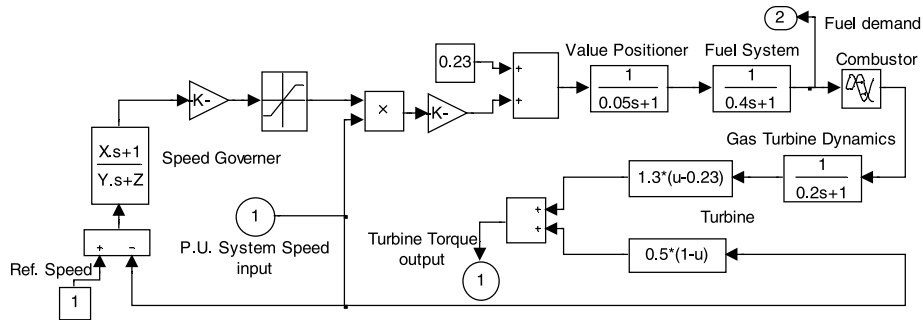 2
Fuel demand
0.23
Value Positioner
Fuel System
Combustor
+
+
1
0.05s+1
1
0.4s+1
-K-
-K-
×
X.s+1
Y.s+Z
Speed Governer
Gas Turbine Dynamics
1
0.2s+1
1.3*(u-0.23)
1
P.U. System Speed
input
+
+
Turbine
Turbine Torque
output
0.5*(1-u)
+ -
Ref. Speed
1
1